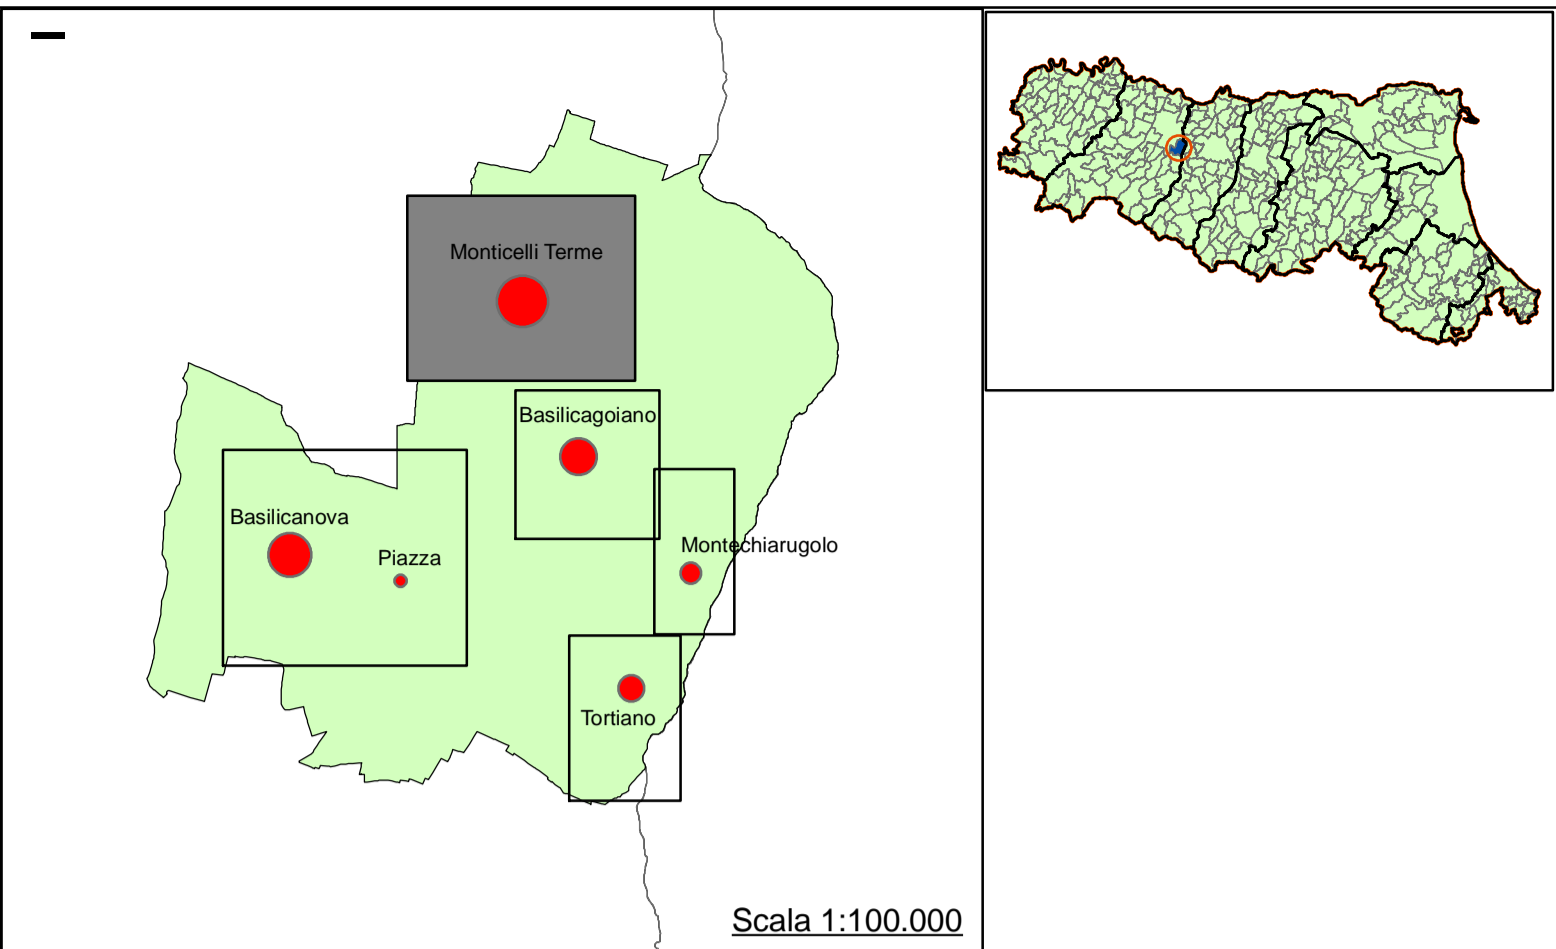 Monticelli Terme
Basilicagoiano
Basilicanova
Piazza
Montechiarugolo
Tortiano
Scala 1:100.000